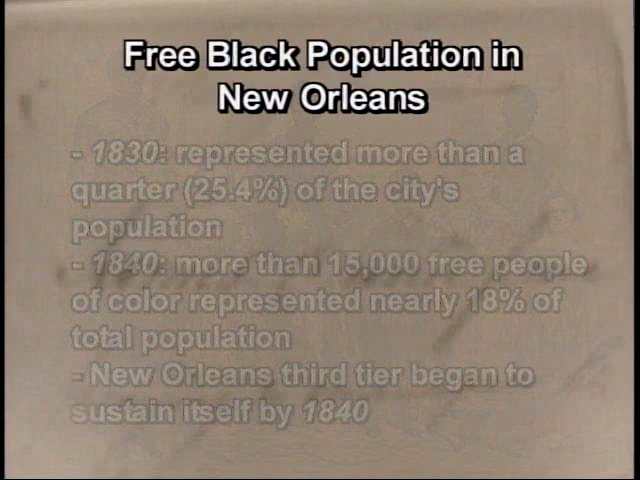 Free Black Population in
New Orleans
- 1830: represented more than a
quarter (25.4%) of the city's
population
- 1840: more than 15,000 free people
of color represented nearly 18% of
total population
- New Orleans third tier began to
sustain itself by 1840